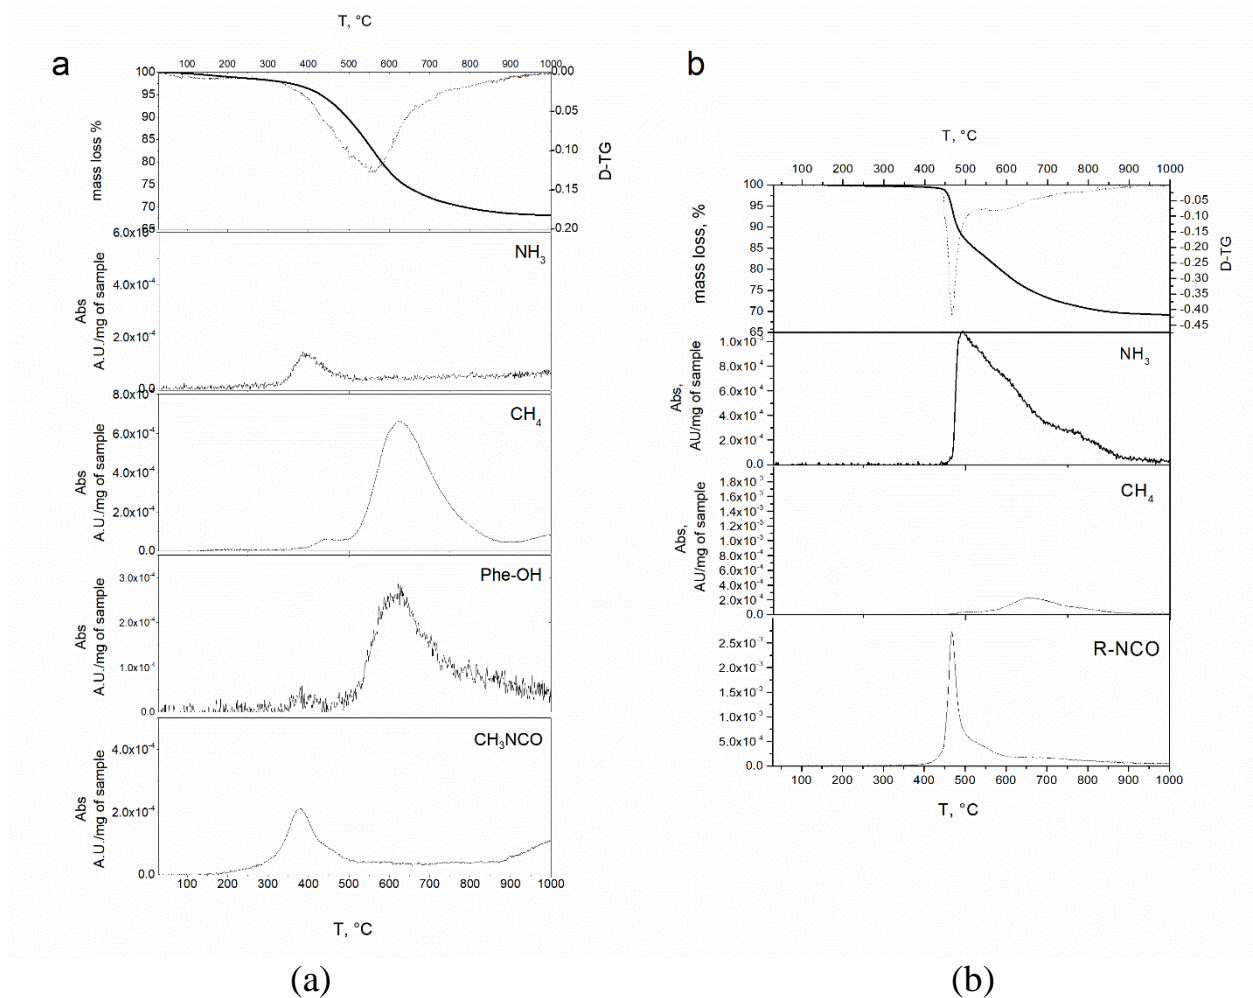 T, °C
a
100 200 300 400 500 600 700 800 900 1000
100
95
90
85
80
75
70
65
mass loss %
0.00
-0.05
-0.10
-0.15
-0.20
D-TG
NH3
4.0x10-4
2.0x10-4
0.0
Abs
A.U./mg of sample
CH4
6.0x10-4
4.0x10-4
2.0x10-4
0.0
Abs
A.U./mg of sample
Phe-OH
3.0x10-4
2.0x10-4
1.0x10-4
0.0
Abs
A.U./mg of sample
CH3NCO
4.0x10-4
2.0x10-4
0.0
Abs
A.U./mg of sample
100 200 300 400 500 600 700 800 900 1000
T, °C
(a)
b
T, °C
100 200 300 400 500 600 700 800 900 1000
100
95
90
85
80
75
70
65
mass loss, %
-0.05
-0.10
-0.15
-0.20
-0.25
-0.30
-0.35
-0.40
-0.45
D-TG
NH3
1.0x10-3
8.0x10-4
6.0x10-4
4.0x10-4
2.0x10-4
0.0
Abs,
AU/mg of sample
CH4
1.8x10-3
1.6x10-3
1.4x10-3
1.2x10-3
1.0x10-3
8.0x10-4
6.0x10-4
4.0x10-4
2.0x10-4
0.0
Abs,
AU/mg of sample
R-NCO
2.5x10-3
2.0x10-3
1.5x10-3
1.0x10-3
5.0x10-4
0.0
100 200 300 400 500 600 700 800 900 1000
T, °C
(b)